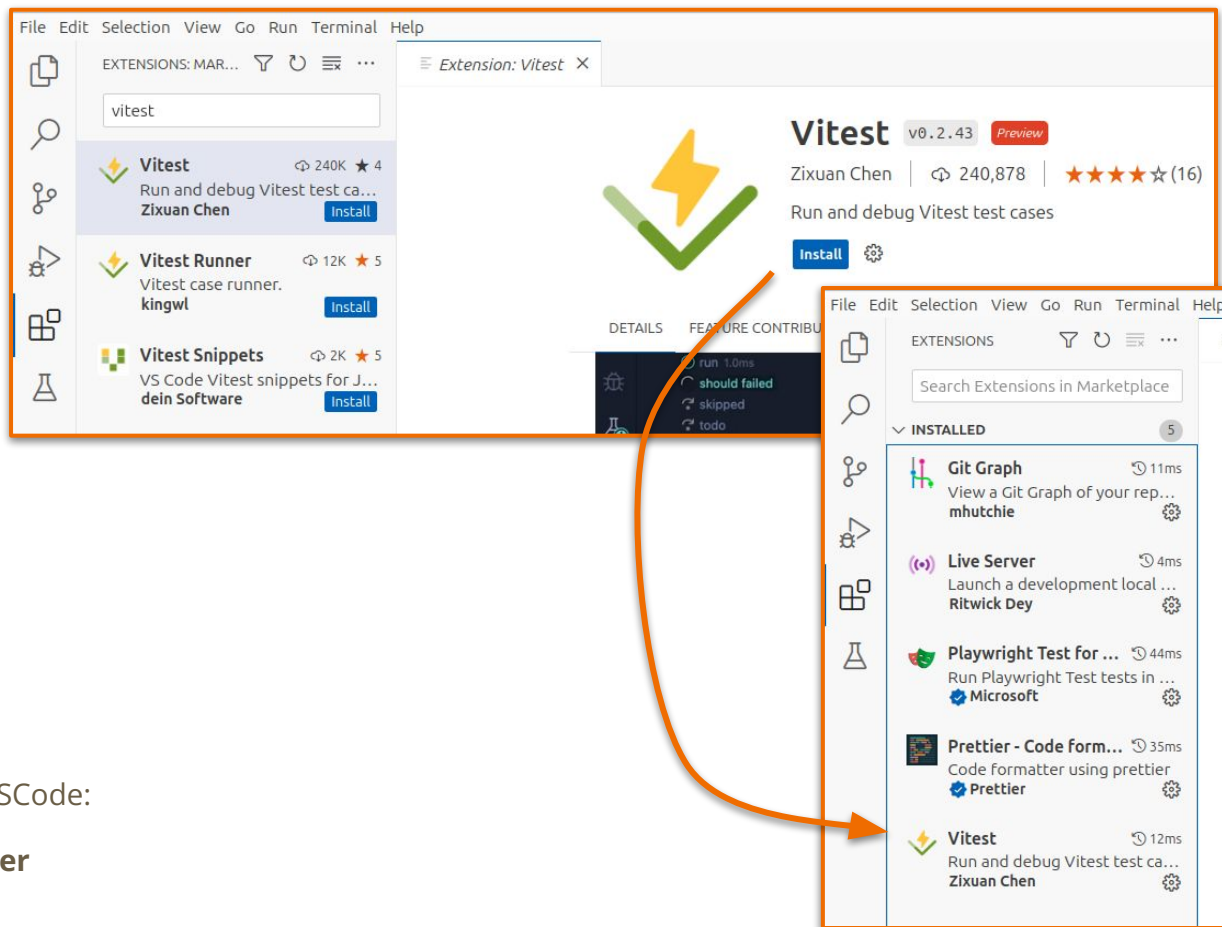 File Edit Selection View Go Run Terminal Help
EXTENSIONS: MAR...
Extension: Vitest
vitest
Vitest 240K ★ 4
Run and debug Vitest test ca...
Zixuan Chen Install
Vitest Runner 12K ★ 5
Vitest case runner.
kingwl Install
Vitest Snippets 2K ★ 5
VS Code Vitest snippets for J...
dein Software Install
Vitest v0.2.43 Preview
Zixuan Chen 240,878 ★★★★☆ (16)
Run and debug Vitest test cases
Install
DETAILS FEATURE CONTRIBU
run 1.0ms
should failed
skipped
todo
File Edit Selection View Go Run Terminal Help
EXTENSIONS
Search Extensions in Marketplace
INSTALLED 5
Git Graph 11ms
View a Git Graph of your rep...
mhutchie
Live Server 4ms
Launch a development local ...
Ritwick Dey
Playwright Test for ... 44ms
Run Playwright Test tests in ...
Microsoft
Prettier - Code form... 35ms
Code formatter using prettier
Prettier
Vitest 12ms
Run and debug Vitest test ca...
Zixuan Chen
SCode:
er